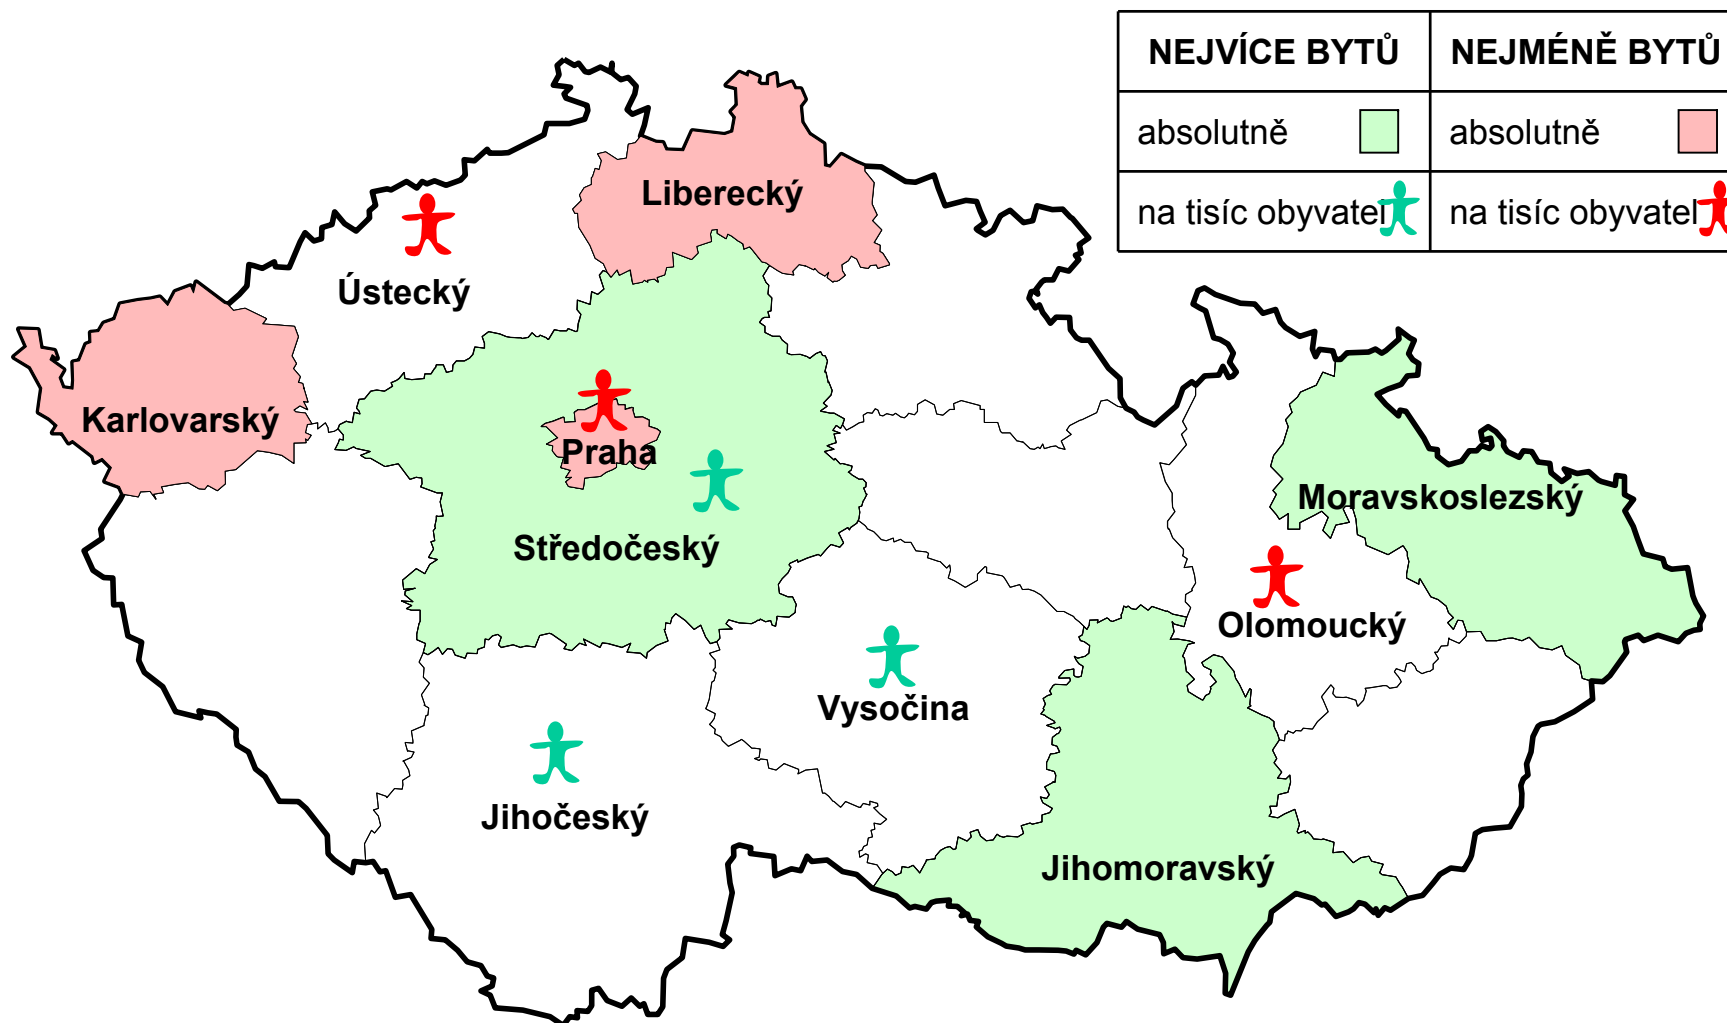 NEJVÍCE BYTŮ NEJMÉNĚ BYTŮ
absolutně absolutně
na tisíc obyvatel na tisíc obyvatel
Liberecký
Ústecký
Karlovarský
Praha
Moravskoslezský
Středočeský
Olomoucký
Vysočina
Jihočeský
Jihomoravský